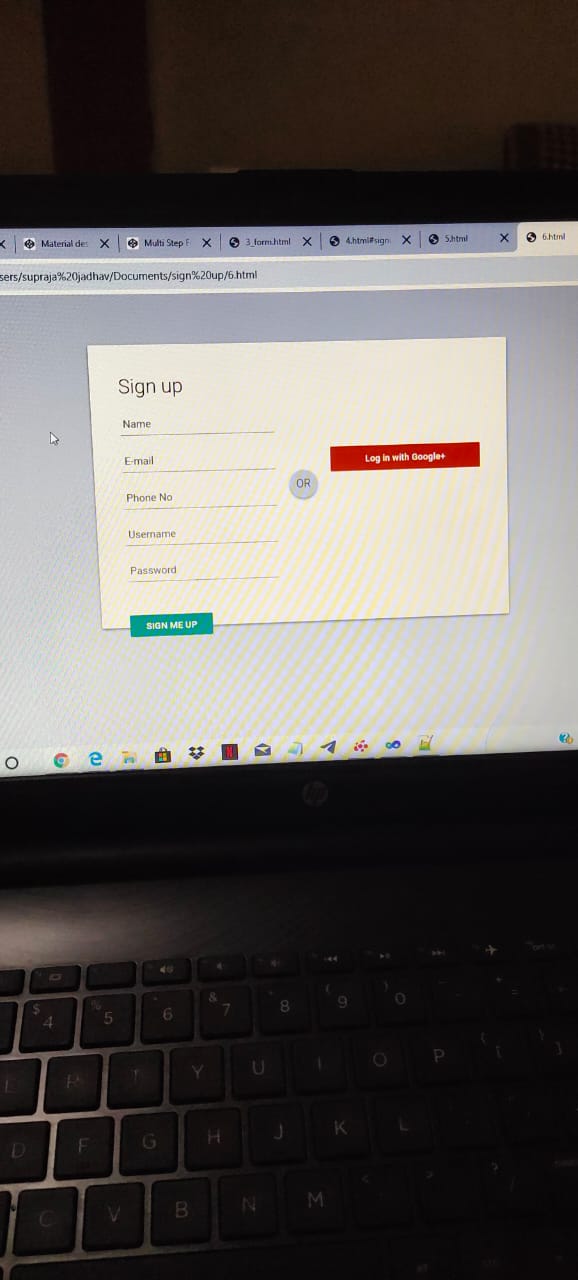 Material des
Multi Step F
3_form.html
4.html#sign
5.html
6.html
sers/supraja%20jadhav/Documents/sign%20up/6.html
Sign up
Name
E-mail
Phone No
Username
Password
SIGN ME UP
OR
Log in with Google+
hp
$ 4 % 5 6 & 7 8 ( 9 ) 0
R T Y U I O P { [ } ]
D F G H J K L
C V B N M < > ? /